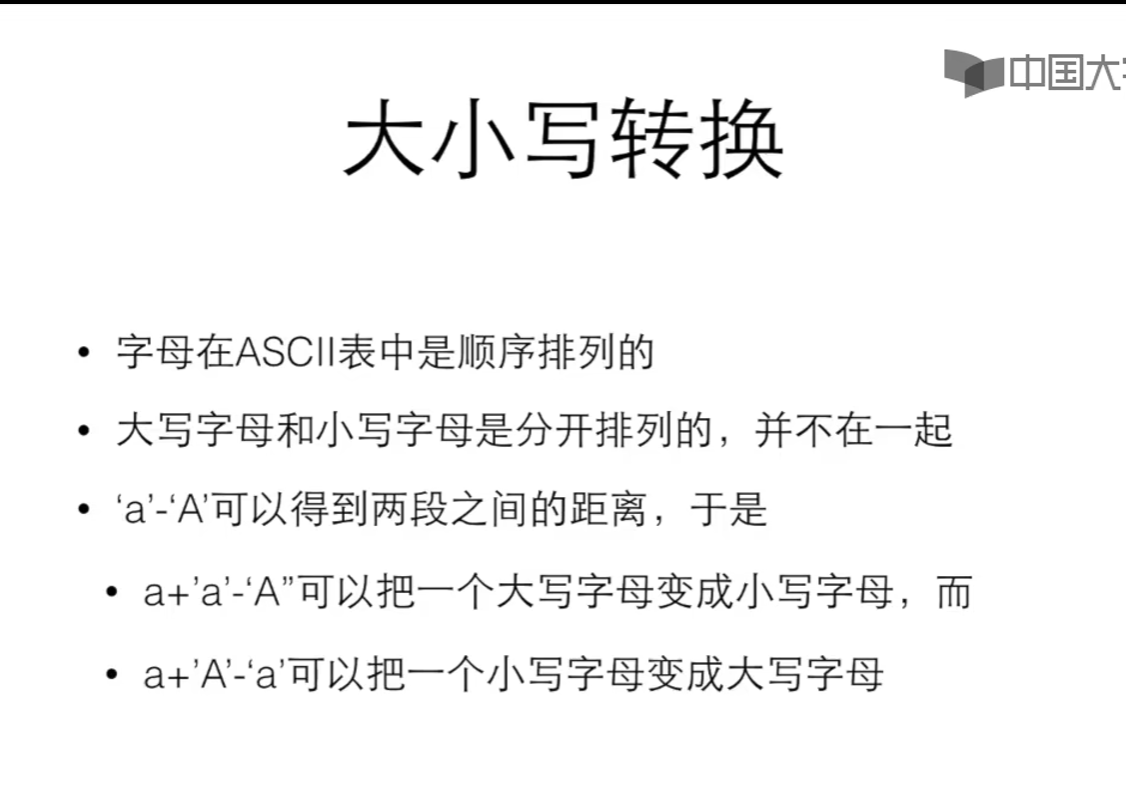 中国大
大小写转换
• 字母在ASCII表中是顺序排列的
• 大写字母和小写字母是分开排列的，并不在一起
• ‘a’-‘A’可以得到两段之间的距离，于是
• a+’a’-‘A”可以把一个大写字母变成小写字母，而
• a+’A’-‘a’可以把一个小写字母变成大写字母